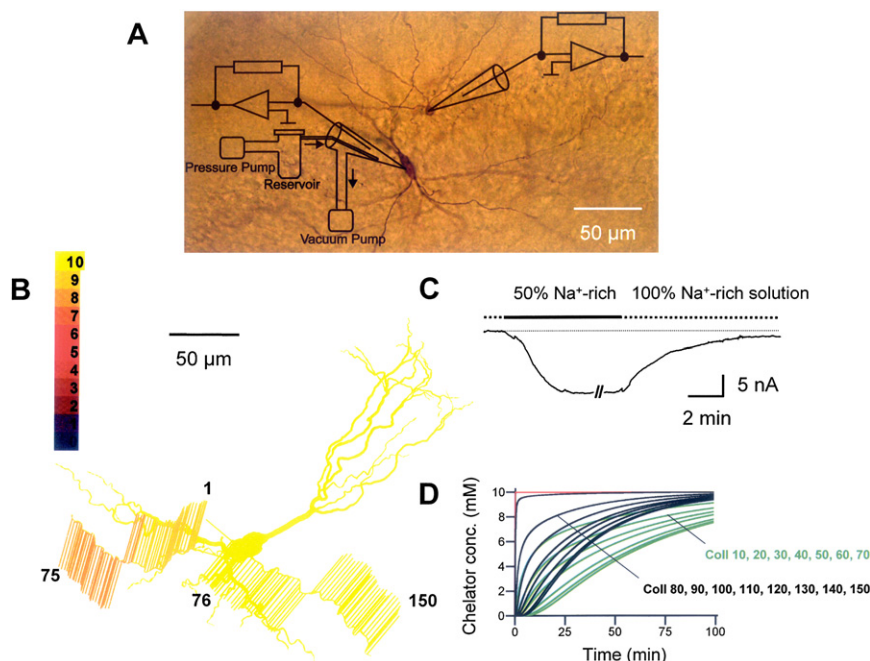 A
Pressure Pump
Reservoir
Vacuum Pump
50 µm
B
10
9
8
7
6
5
4
3
2
1
50 µm
1
75
76
150
C
50% Na⁺-rich
100% Na⁺-rich solution
5 nA
2 min
D
Chelator conc. (mM)
10
8
6
4
2
0
Coll 10, 20, 30, 40, 50, 60, 70
Coll 80, 90, 100, 110, 120, 130, 140, 150
0 25 50 75 100
Time (min)